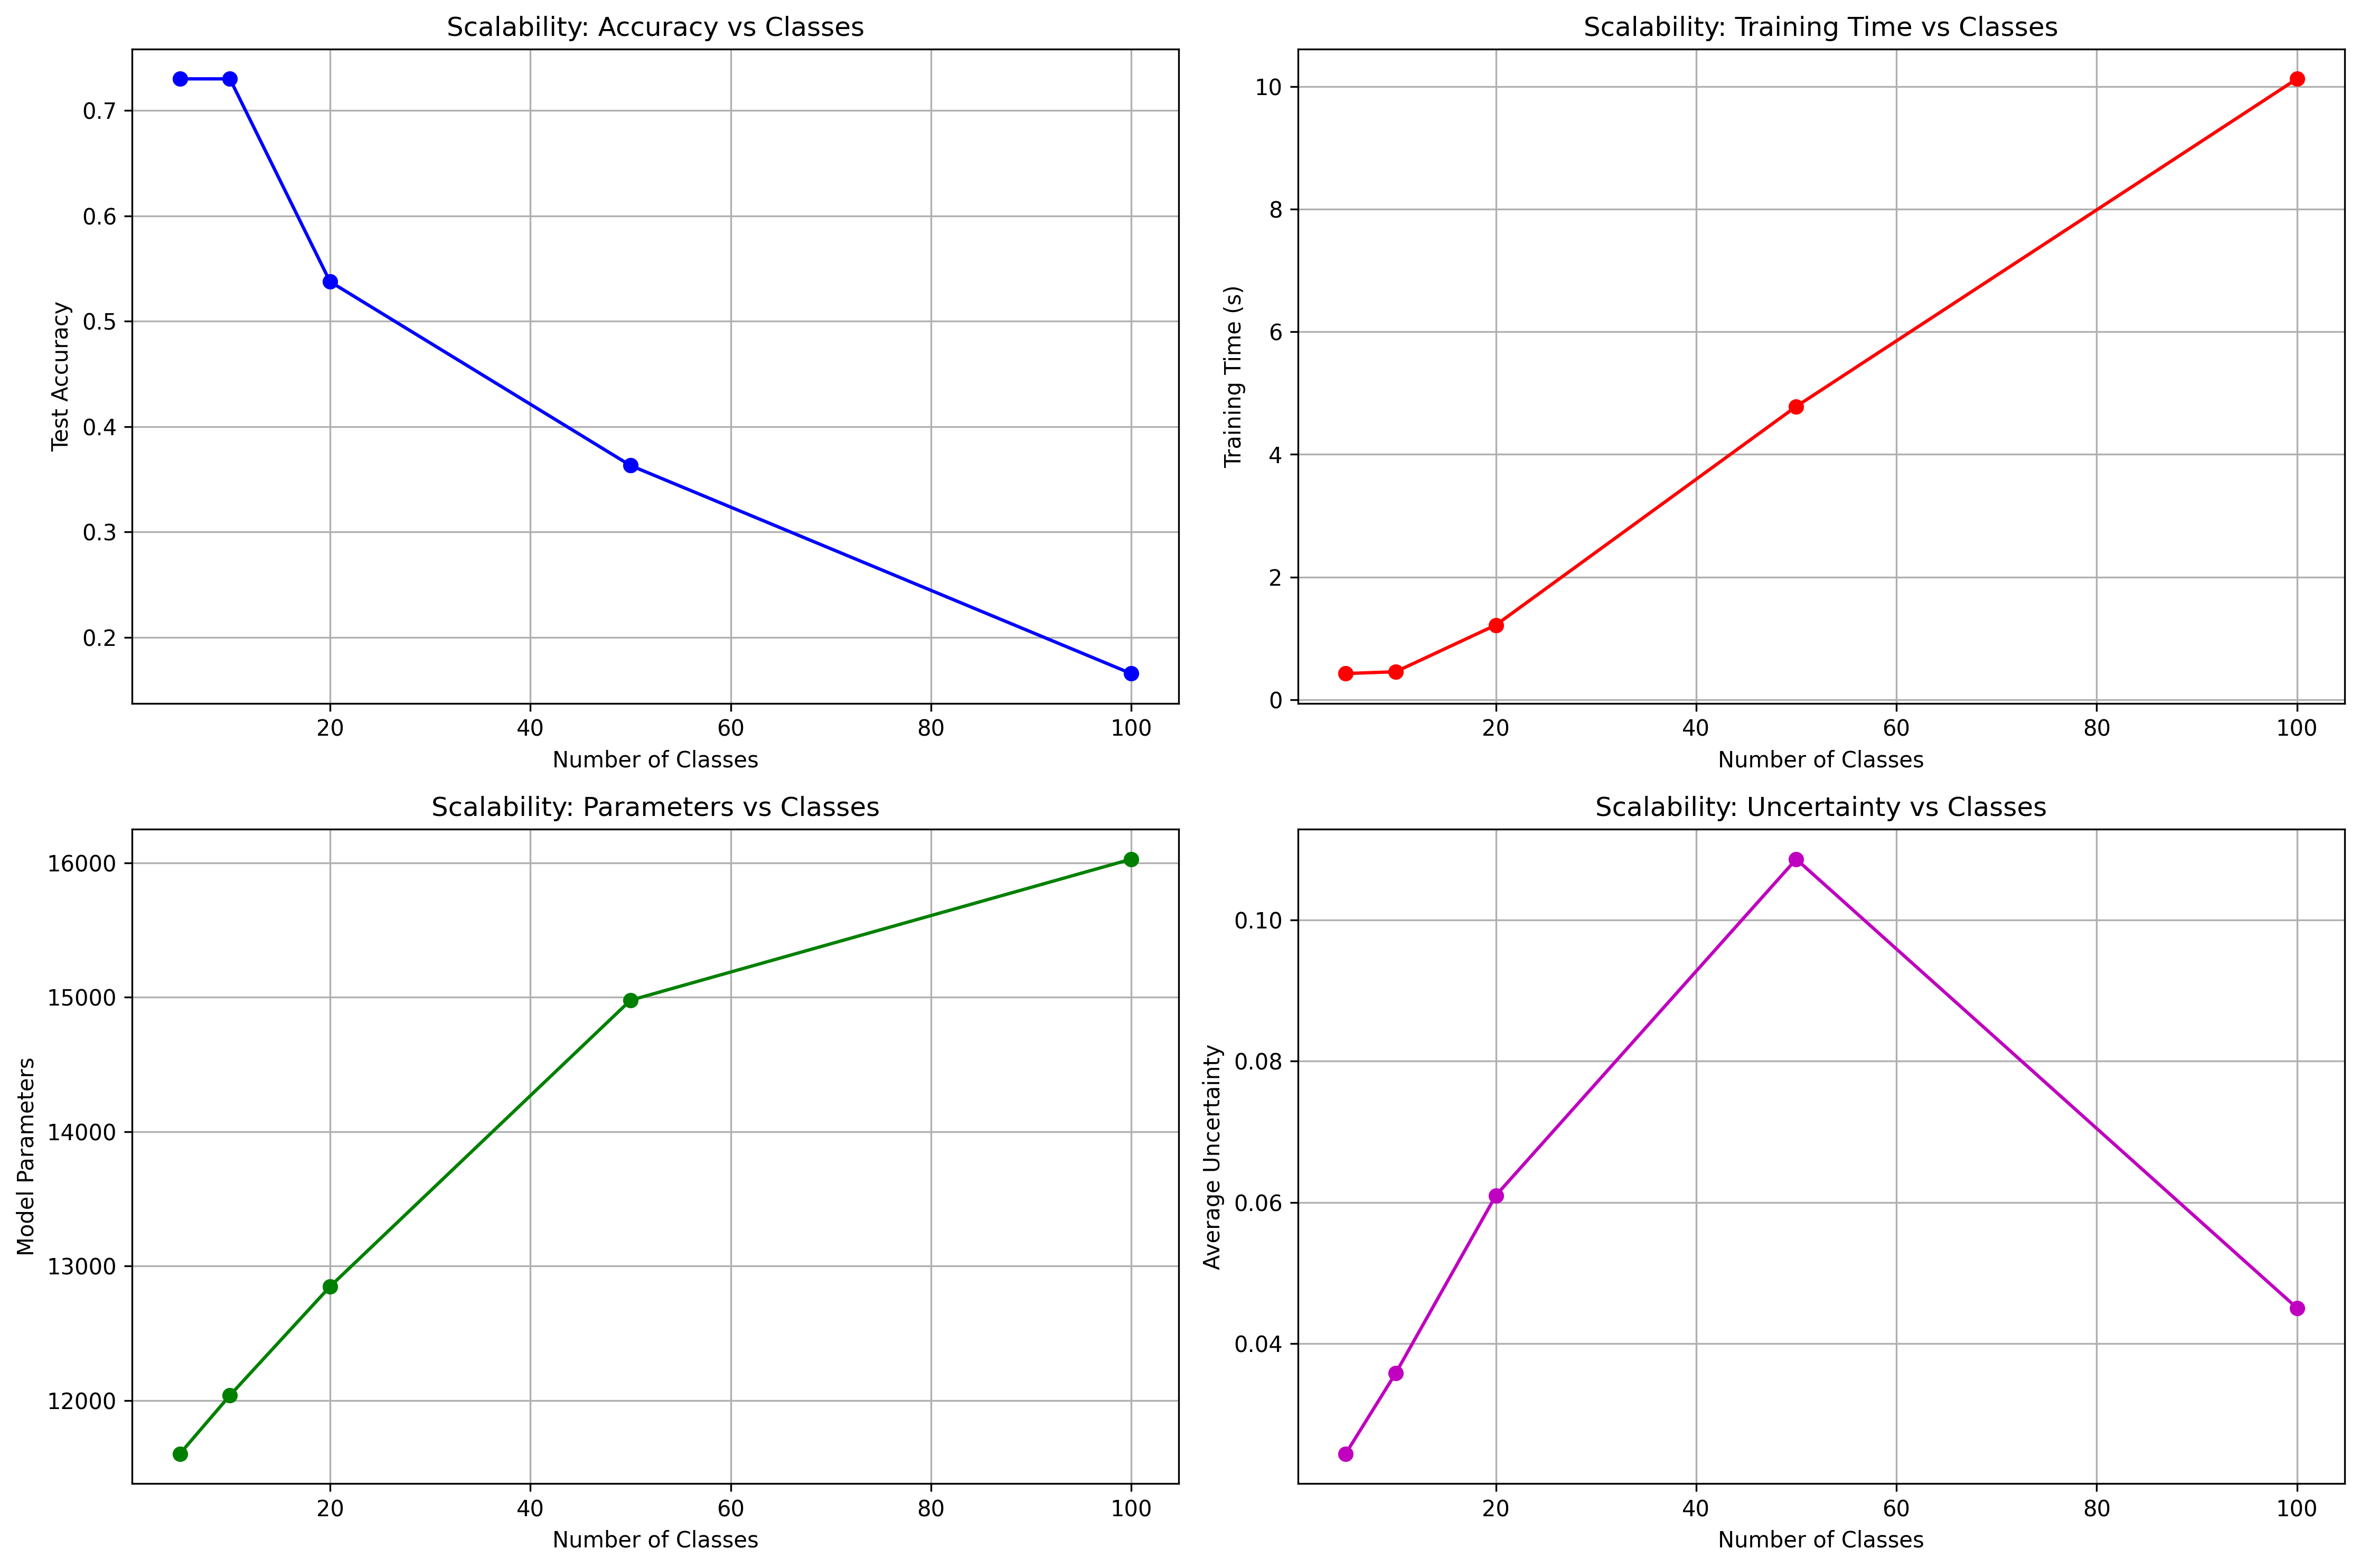 Scalability: Accuracy vs Classes
Test Accuracy
0.7
0.6
0.5
0.4
0.3
0.2
20 40 60 80 100
Number of Classes
Scalability: Training Time vs Classes
Training Time (s)
10
8
6
4
2
0
20 40 60 80 100
Number of Classes
Scalability: Parameters vs Classes
Model Parameters
16000
15000
14000
13000
12000
20 40 60 80 100
Number of Classes
Scalability: Uncertainty vs Classes
Average Uncertainty
0.10
0.08
0.06
0.04
20 40 60 80 100
Number of Classes